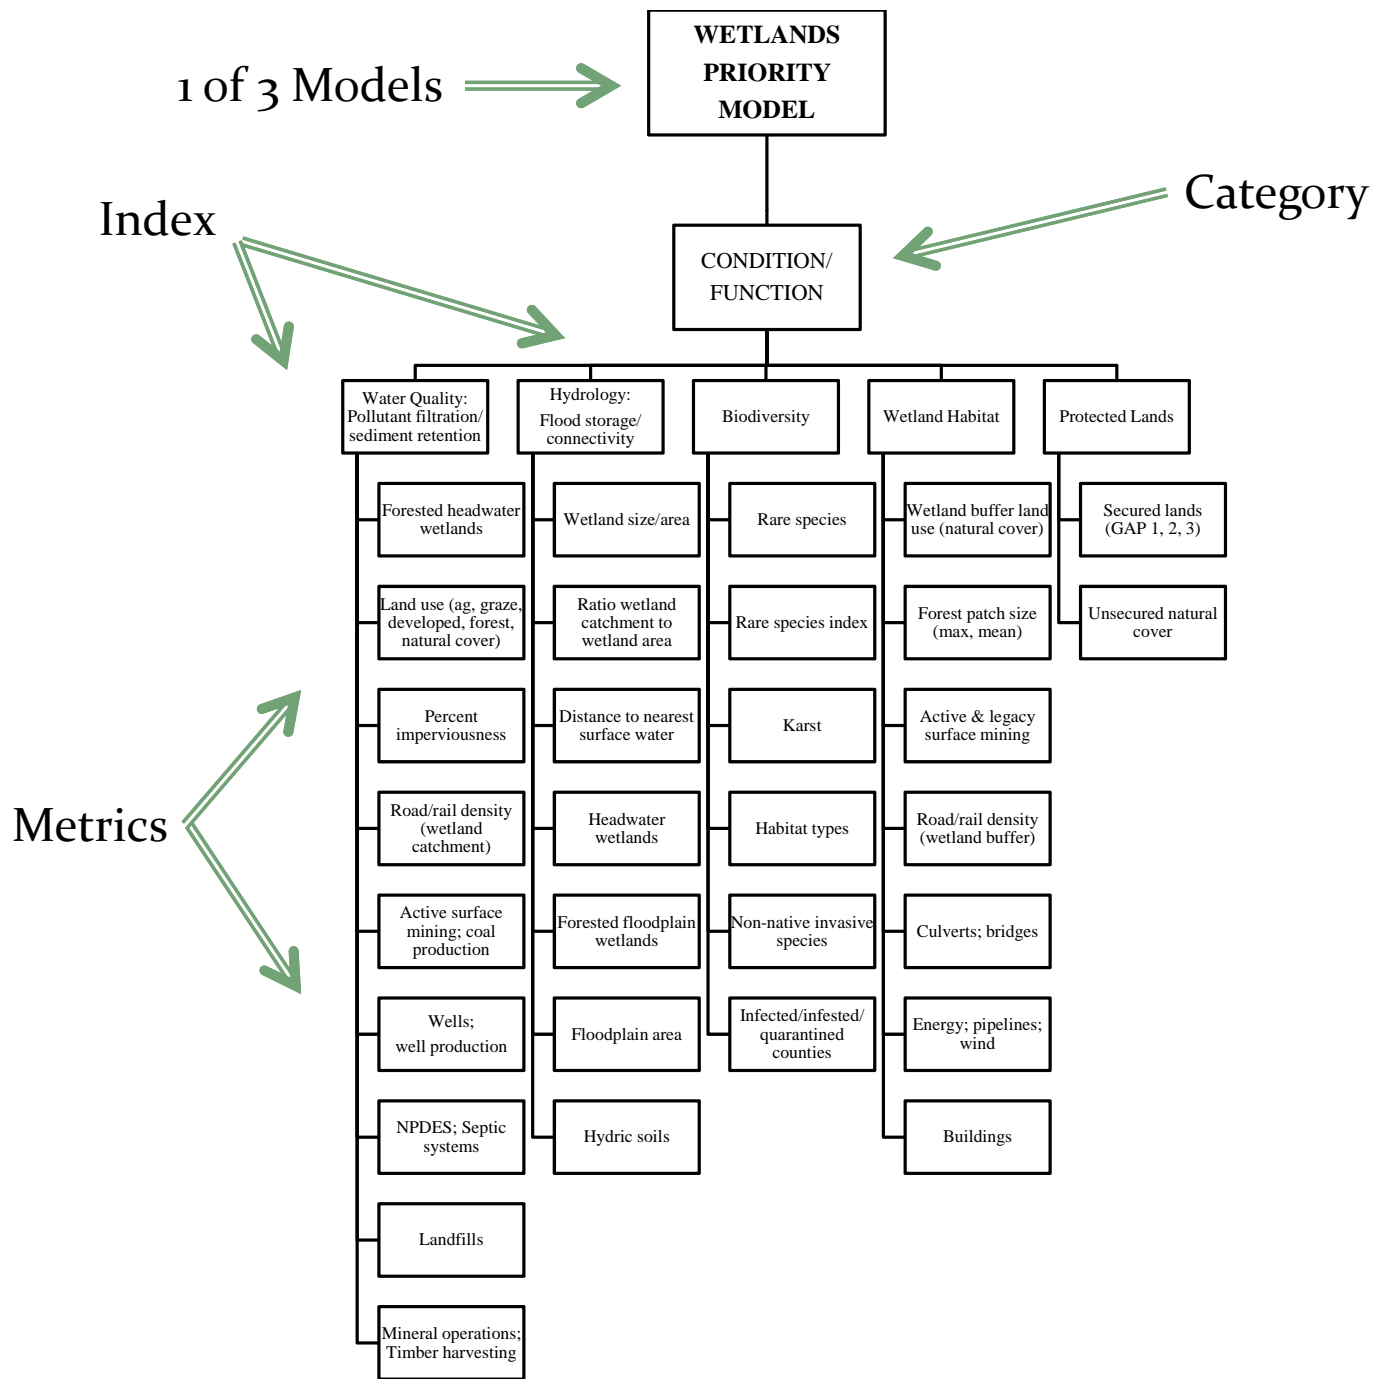 WETLANDS
PRIORITY
MODEL
1 of 3 Models
Category
Index
CONDITION/
FUNCTION
Water Quality:
Pollutant filtration/
sediment retention
Hydrology:
Flood storage/
connectivity
Biodiversity
Wetland Habitat
Protected Lands
Forested headwater
wetlands
Land use (ag, graze,
developed, forest,
natural cover)
Percent
imperviousness
Road/rail density
(wetland
catchment)
Active surface
mining; coal
production
Wells;
well production
NPDES; Septic
systems
Landfills
Mineral operations;
Timber harvesting
Wetland size/area
Ratio wetland
catchment to
wetland area
Distance to nearest
surface water
Headwater
wetlands
Forested floodplain
wetlands
Floodplain area
Hydric soils
Rare species
Rare species index
Karst
Habitat types
Non-native invasive
species
Infected/infested/
quarantined
counties
Wetland buffer land
use (natural cover)
Forest patch size
(max, mean)
Active & legacy
surface mining
Road/rail density
(wetland buffer)
Culverts; bridges
Energy; pipelines;
wind
Buildings
Secured lands
(GAP 1, 2, 3)
Unsecured natural
cover
Metrics